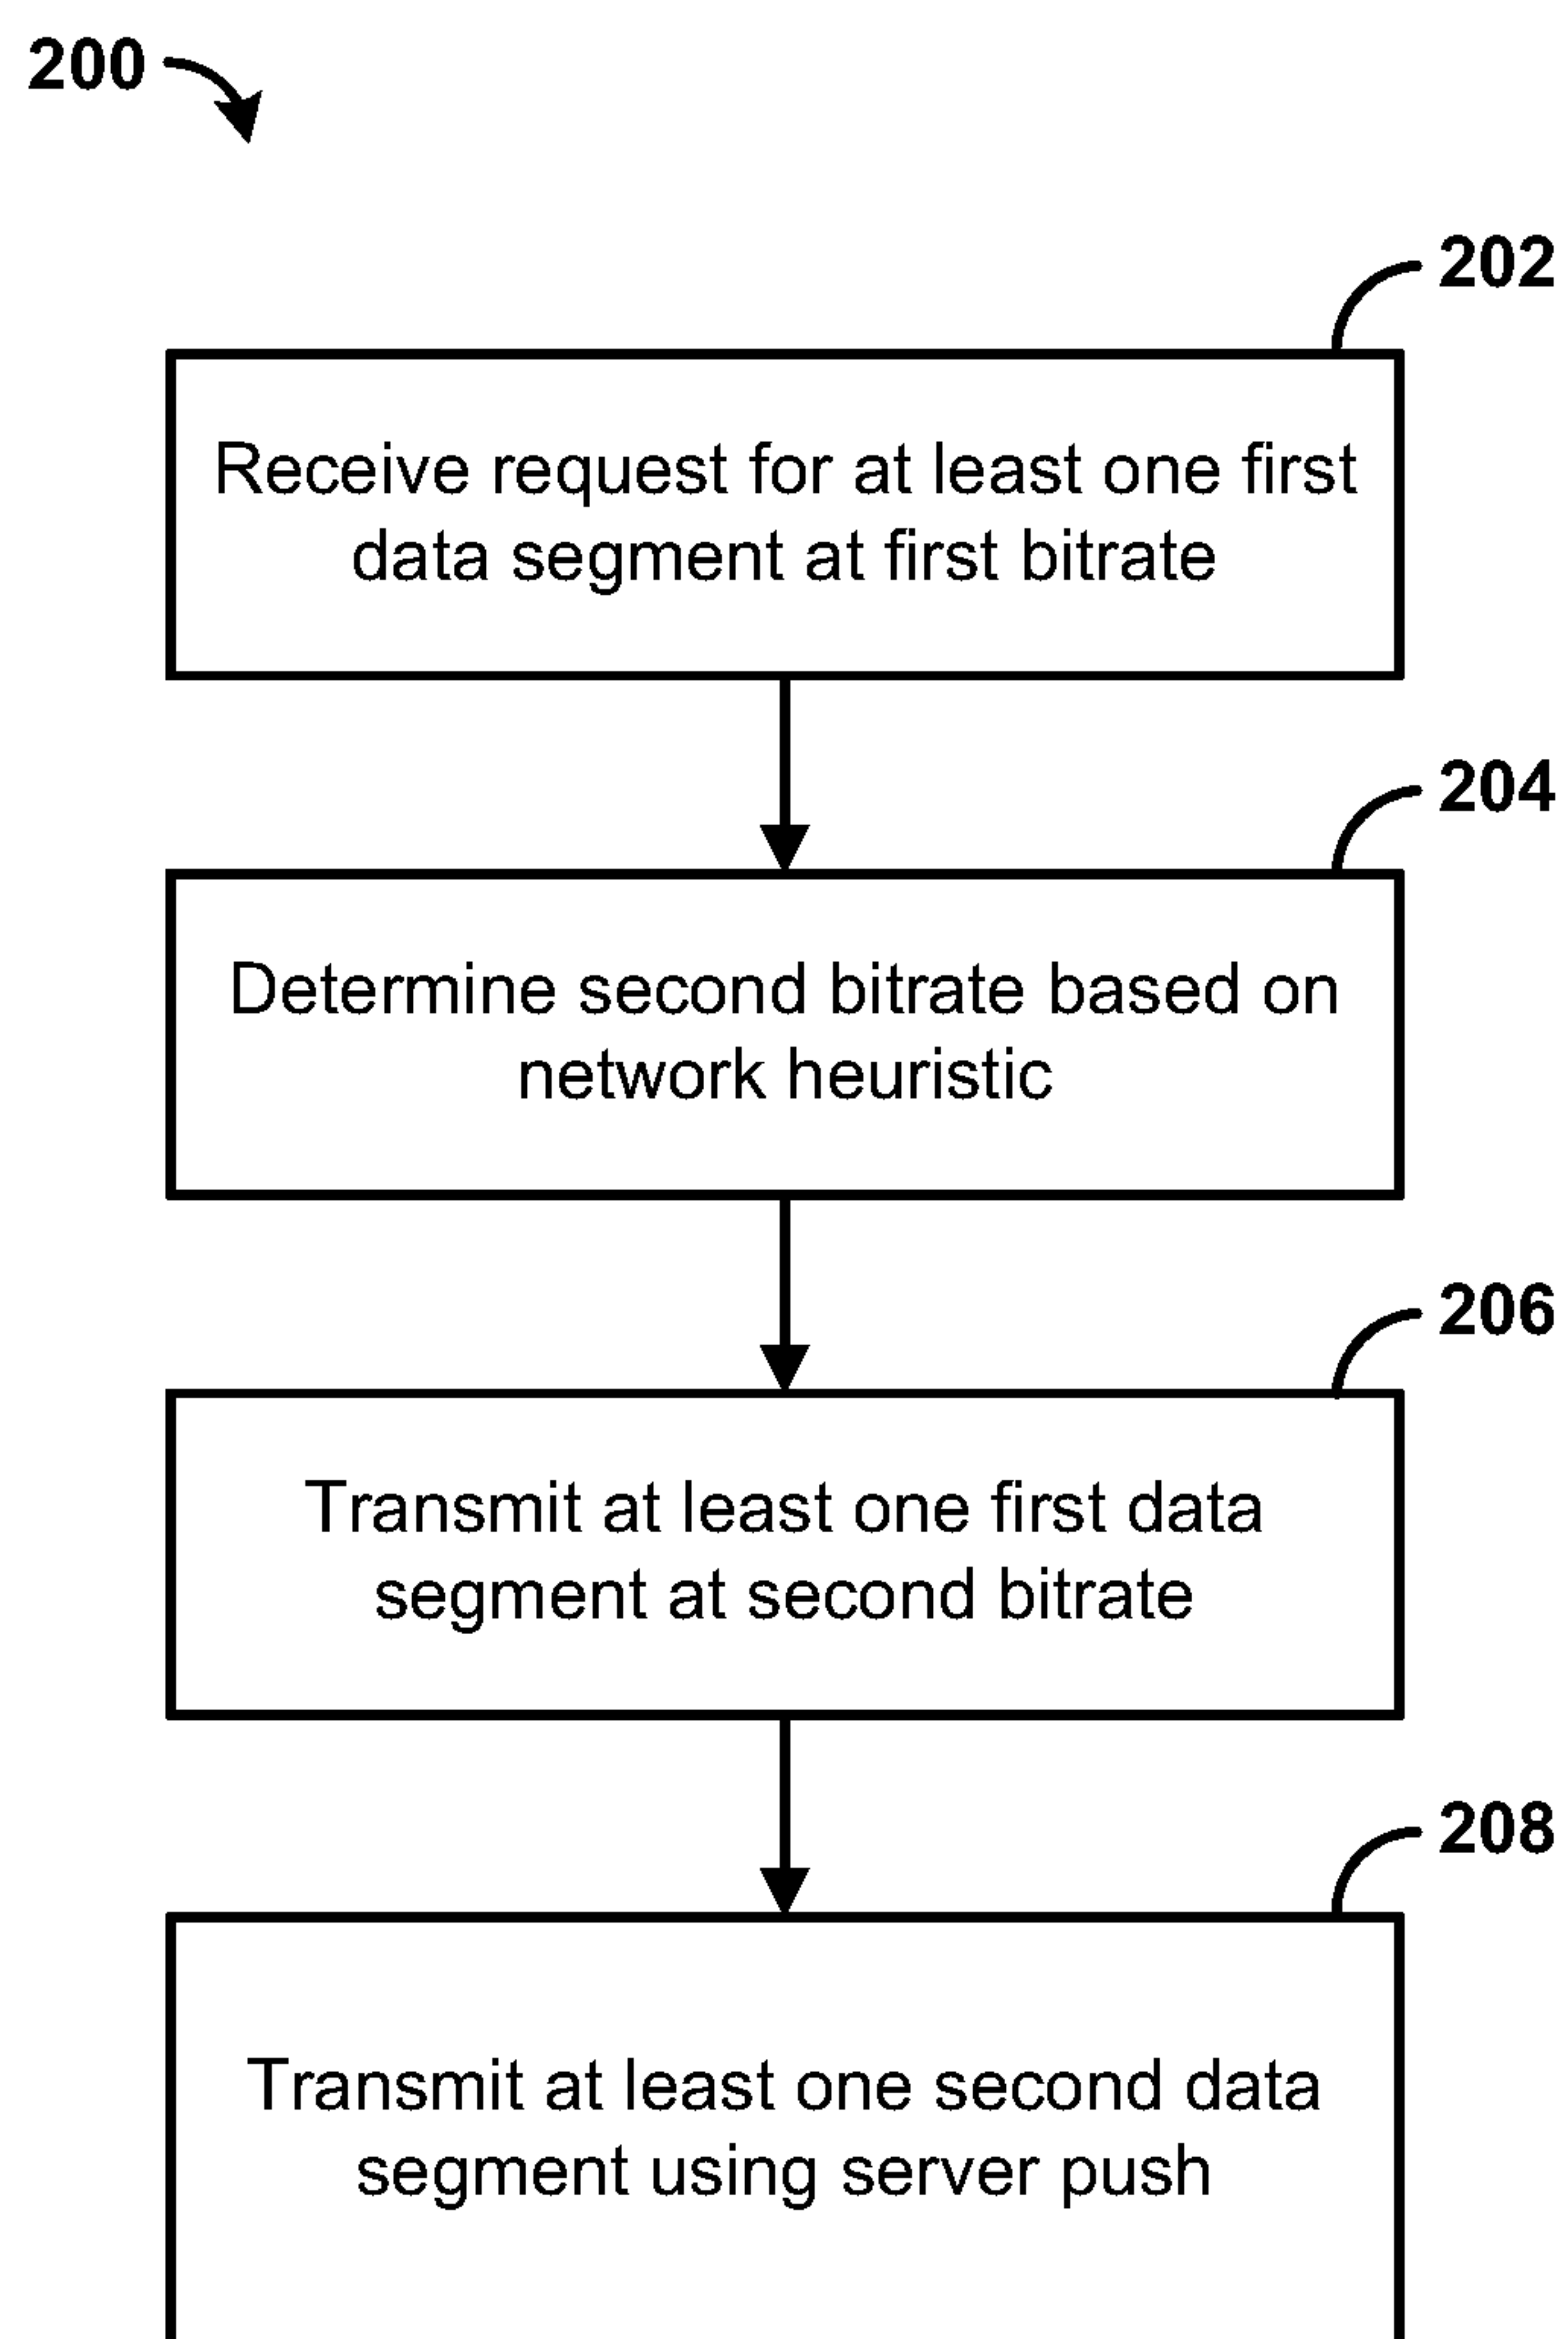 200
202
Receive request for at least one first
data segment at first bitrate
204
Determine second bitrate based on
network heuristic
206
Transmit at least one first data
segment at second bitrate
208
Transmit at least one second data
segment using server push